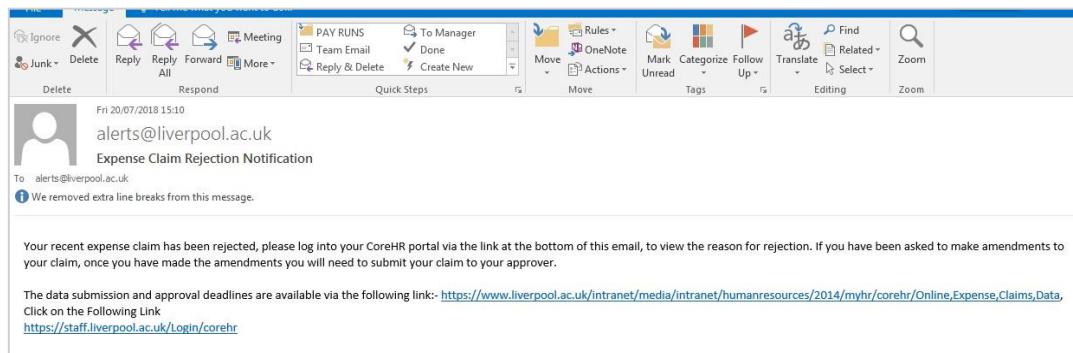 Ignore
Junk
Delete
Reply
Reply All
Forward
Meeting
More
PAY RUNS
Team Email
Reply & Delete
To Manager
Done
Create New
Move
Rules
OneNote
Actions
Mark Unread
Categorize
Follow Up
Translate
Find
Related
Select
Zoom
Delete
Respond
Quick Steps
Move
Tags
Editing
Zoom
Fri 20/07/2018 15:10
alerts@liverpool.ac.uk
Expense Claim Rejection Notification
To alerts@liverpool.ac.uk
We removed extra line breaks from this message.
Your recent expense claim has been rejected, please log into your CoreHR portal via the link at the bottom of this email, to view the reason for rejection. If you have been asked to make amendments to
your claim, once you have made the amendments you will need to submit your claim to your approver.
The data submission and approval deadlines are available via the following link:- https://www.liverpool.ac.uk/intranet/media/intranet/humanresources/2014/myhr/corehr/Online,Expense,Claims,Data,
Click on the Following Link
https://staff.liverpool.ac.uk/Login/corehr